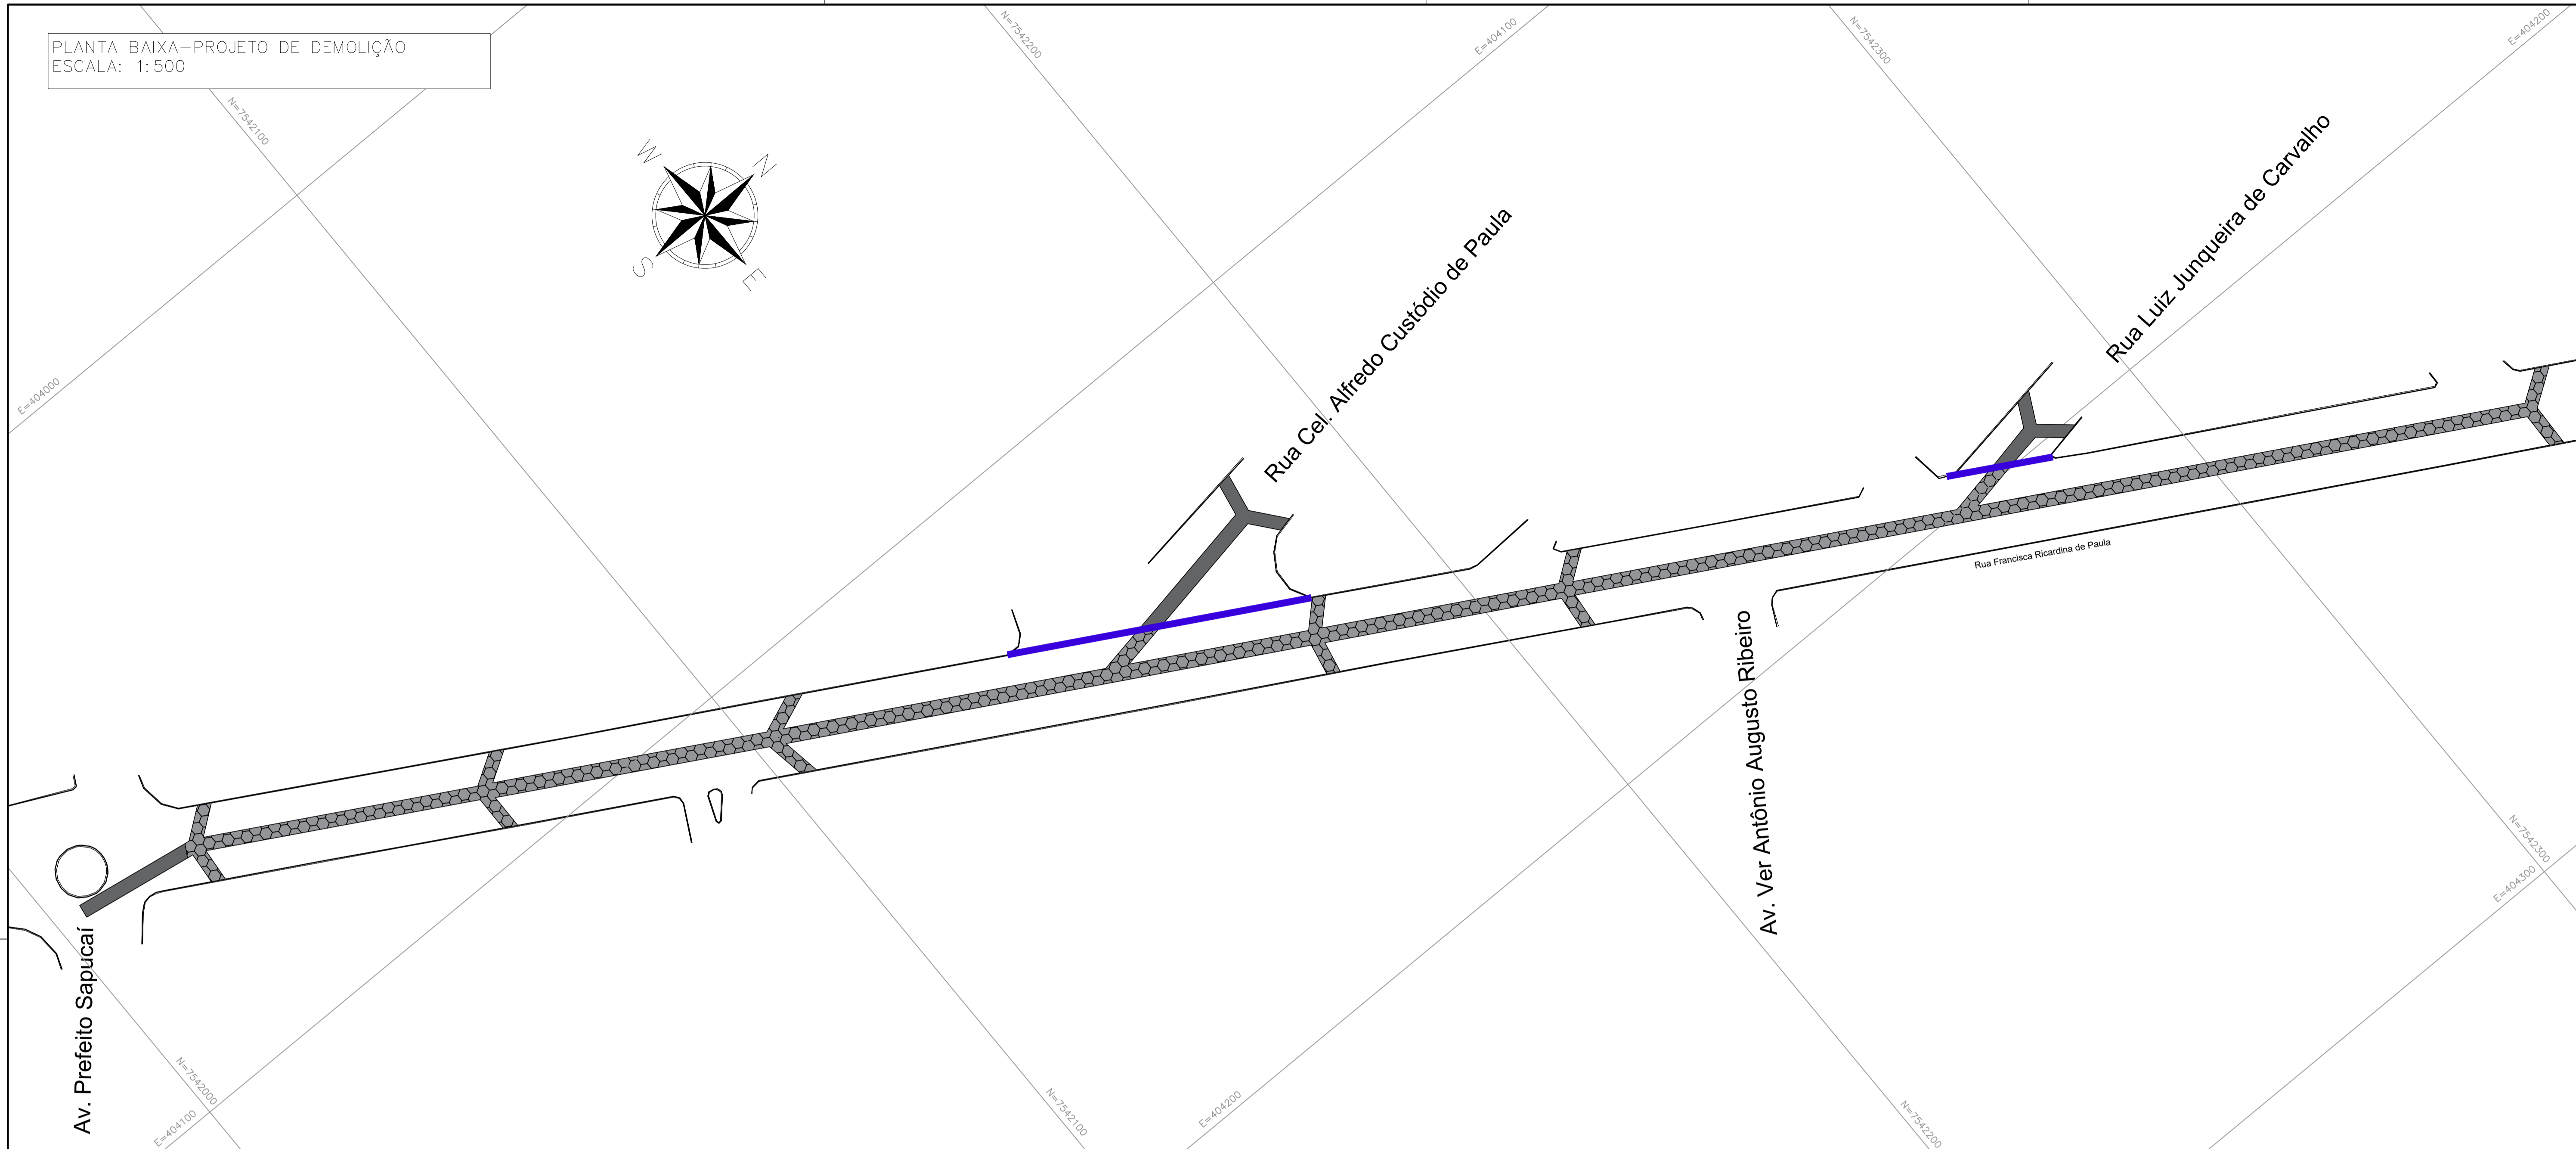 PLANTA BAIXA-PROJETO DE DEMOLIÇÃO
ESCALA: 1:500
N=7542200
E=404100
N=7542300
E=404200
N=7542100
W
N
S
E
Rua Cel. Alfredo Custódio de Paula
Rua Luiz Junqueira de Carvalho
E=404000
Rua Francisca Ricardina de Paula
Av. Ver Antônio Augusto Ribeiro
Av. Prefeito Sapucaí
N=7542300
E=404300
N=7542000
E=404100
N=7542100
E=404200
N=7542200